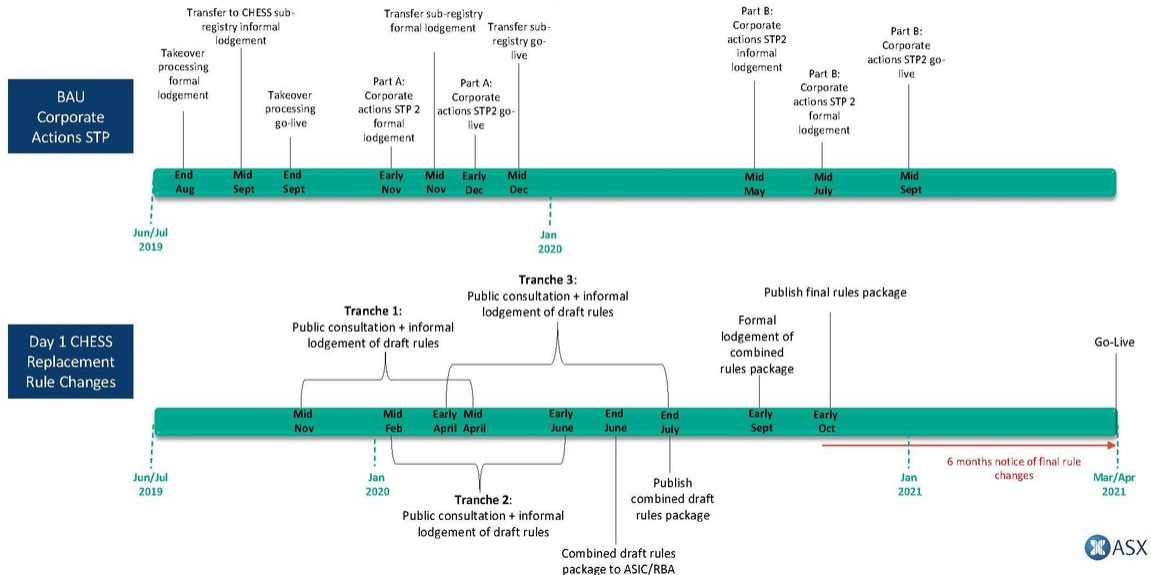 Transfer to CHESS sub-
registry informal
lodgement
Takeover
processing
formal
lodgement
Takeover
processing
go-live
Transfer sub-registry
formal lodgement
Part A:
Corporate
actions STP 2
formal
lodgement
Part A:
Corporate
actions STP2 go-
live
Transfer sub-
registry go-
live
Part B:
Corporate
actions STP2
informal
lodgement
Part B:
Corporate
actions STP 2
formal
lodgement
Part B:
Corporate
actions STP2 go-
live
BAU
Corporate
Actions STP
End
Aug
Mid
Sept
End
Sept
Early
Nov
Mid
Nov
Early
Dec
Mid
Dec
Mid
May
Mid
July
Mid
Sept
Jun/Jul
2019
Jan
2020
Tranche 1:
Public consultation + informal
lodgement of draft rules
Tranche 3:
Public consultation + informal
lodgement of draft rules
Publish final rules package
Formal
lodgement of
combined
rules package
Go-Live
Day 1 CHESS
Replacement
Rule Changes
Mid
Nov
Mid
Feb
Early
April
Mid
April
Early
June
End
June
End
July
Early
Sept
Early
Oct
6 months notice of final rule
changes
Jun/Jul
2019
Jan
2020
Jan
2021
Mar/Apr
2021
Tranche 2:
Public consultation + informal
lodgement of draft rules
Publish
combined draft
rules package
Combined draft rules
package to ASIC/RBA
ASX